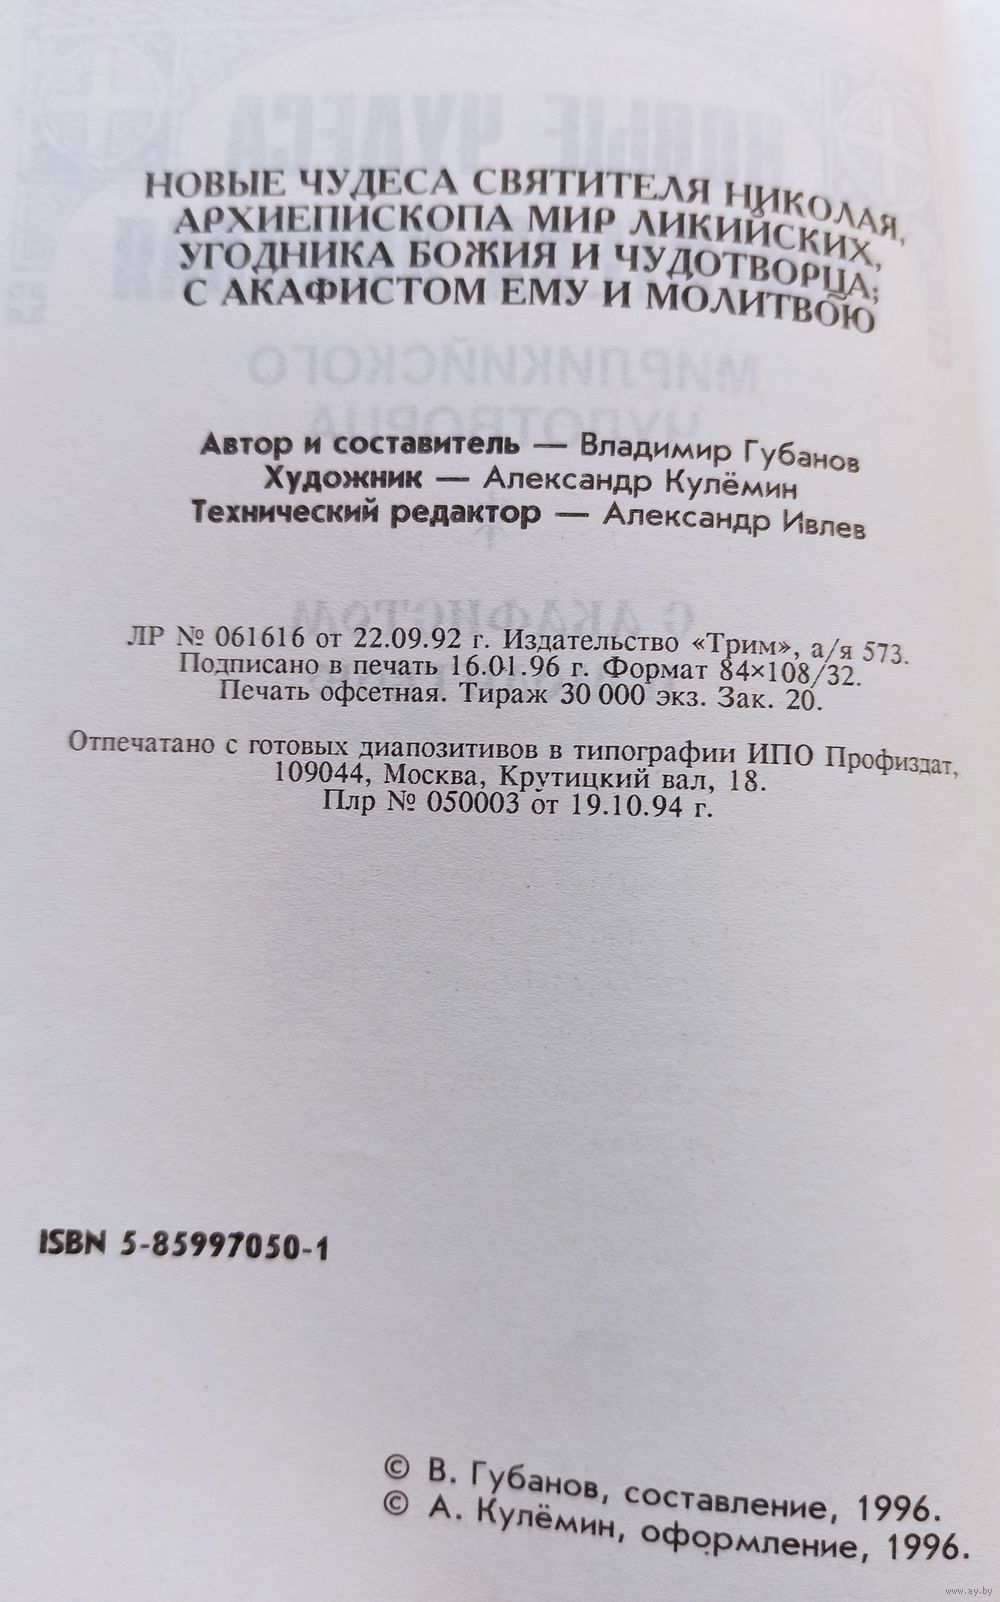 НОВЫЕ ЧУДЕСА СВЯТИТЕЛЯ НИКОЛАЯ,
АРХИЕПИСКОПА МИР ЛИКИЙСКИХ,
УГОДНИКА БОЖИЯ И ЧУДОТВОРЦА;
С АКАФИСТОМ ЕМУ И МОЛИТВОЮ
Автор и составитель — Владимир Губанов
Художник — Александр Кулёмин
Технический редактор — Александр Ивлев
ЛР № 061616 от 22.09.92 г. Издательство «Трим», а/я 573.
Подписано в печать 16.01.96 г. Формат 84×108/32.
Печать офсетная. Тираж 30 000 экз. Зак. 20.
Отпечатано с готовых диапозитивов в типографии ИПО Профиздат,
109044, Москва, Крутицкий вал, 18.
Плр № 050003 от 19.10.94 г.
ISBN 5-85997050-1
© В. Губанов, составление, 1996.
© А. Кулёмин, оформление, 1996.
www.ay.by